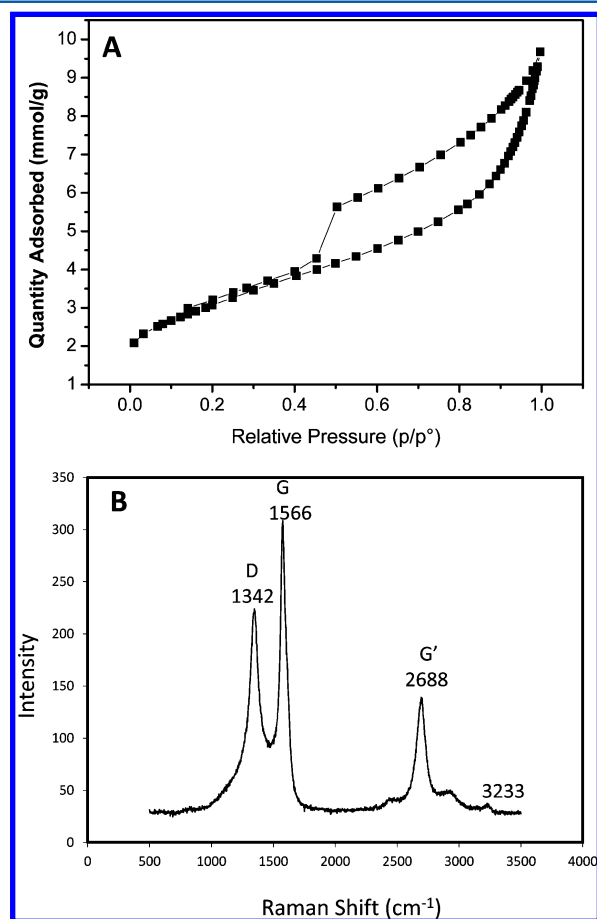 A
10
9
8
7
6
5
4
3
2
1
Quantity Adsorbed (mmol/g)
0.0 0.2 0.4 0.6 0.8 1.0
Relative Pressure (p/p°)
B
350
300
250
200
150
100
50
0
Intensity
G
1566
D
1342
G’
2688
3233
0 500 1000 1500 2000 2500 3000 3500 4000
Raman Shift (cm⁻¹)